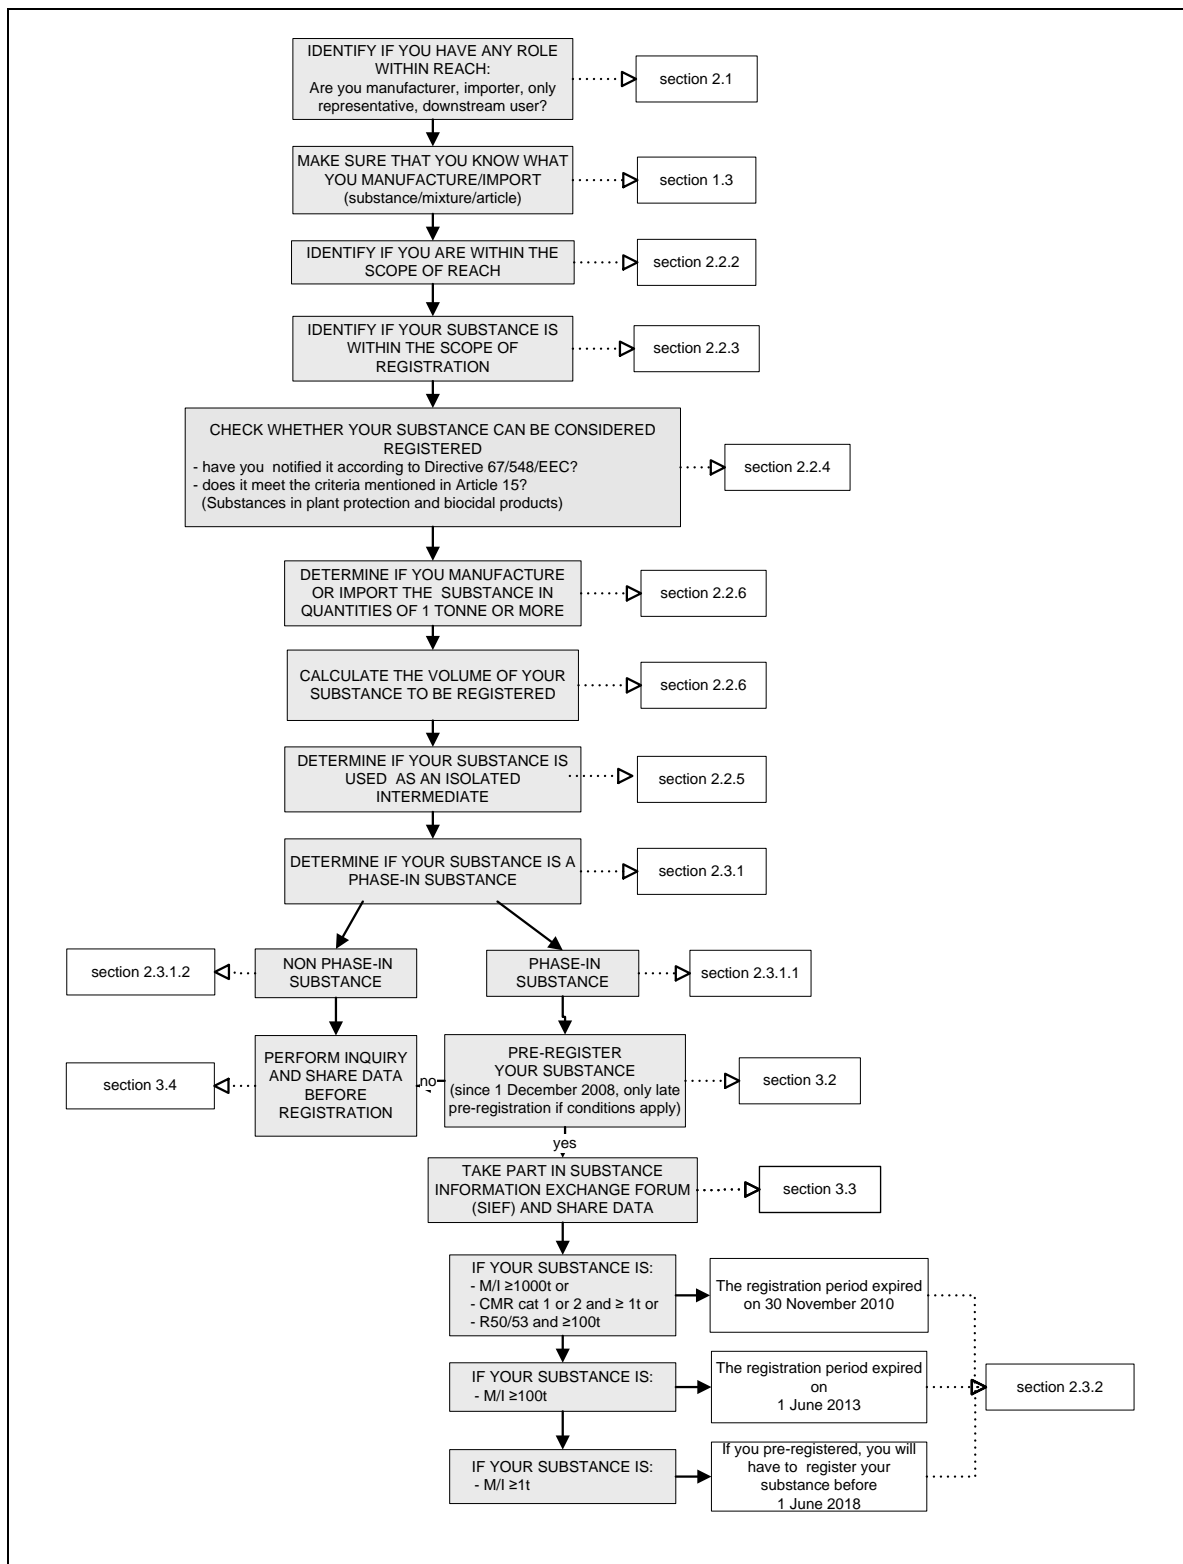 IDENTIFY IF YOU HAVE ANY ROLE
WITHIN REACH:
Are you manufacturer, importer, only
representative, downstream user?
section 2.1
MAKE SURE THAT YOU KNOW WHAT
YOU MANUFACTURE/IMPORT
(substance/mixture/article)
section 1.3
IDENTIFY IF YOU ARE WITHIN THE
SCOPE OF REACH
section 2.2.2
IDENTIFY IF YOUR SUBSTANCE IS
WITHIN THE SCOPE OF
REGISTRATION
section 2.2.3
CHECK WHETHER YOUR SUBSTANCE CAN BE CONSIDERED
REGISTERED
- have you notified it according to Directive 67/548/EEC?
- does it meet the criteria mentioned in Article 15?
(Substances in plant protection and biocidal products)
section 2.2.4
DETERMINE IF YOU MANUFACTURE
OR IMPORT THE SUBSTANCE IN
QUANTITIES OF 1 TONNE OR MORE
section 2.2.6
CALCULATE THE VOLUME OF YOUR
SUBSTANCE TO BE REGISTERED
section 2.2.6
DETERMINE IF YOUR SUBSTANCE IS
USED AS AN ISOLATED
INTERMEDIATE
section 2.2.5
DETERMINE IF YOUR SUBSTANCE IS A
PHASE-IN SUBSTANCE
section 2.3.1
section 2.3.1.2
NON PHASE-IN
SUBSTANCE
PHASE-IN
SUBSTANCE
section 2.3.1.1
section 3.4
PERFORM INQUIRY
AND SHARE DATA
BEFORE
REGISTRATION
no
PRE-REGISTER
YOUR SUBSTANCE
(since 1 December 2008, only late
pre-registration if conditions apply)
section 3.2
yes
TAKE PART IN SUBSTANCE
INFORMATION EXCHANGE FORUM
(SIEF) AND SHARE DATA
section 3.3
IF YOUR SUBSTANCE IS:
- M/I ≥1000t or
- CMR cat 1 or 2 and ≥ 1t or
- R50/53 and ≥100t
The registration period expired
on 30 November 2010
IF YOUR SUBSTANCE IS:
- M/I ≥100t
The registration period expired
on
1 June 2013
section 2.3.2
IF YOUR SUBSTANCE IS:
- M/I ≥1t
If you pre-registered, you will
have to register your
substance before
1 June 2018